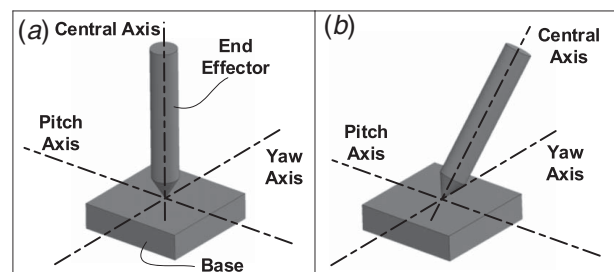 (a)
Central Axis
End
Effector
Pitch
Axis
Yaw
Axis
Base
(b)
Central
Axis
Pitch
Axis
Yaw
Axis